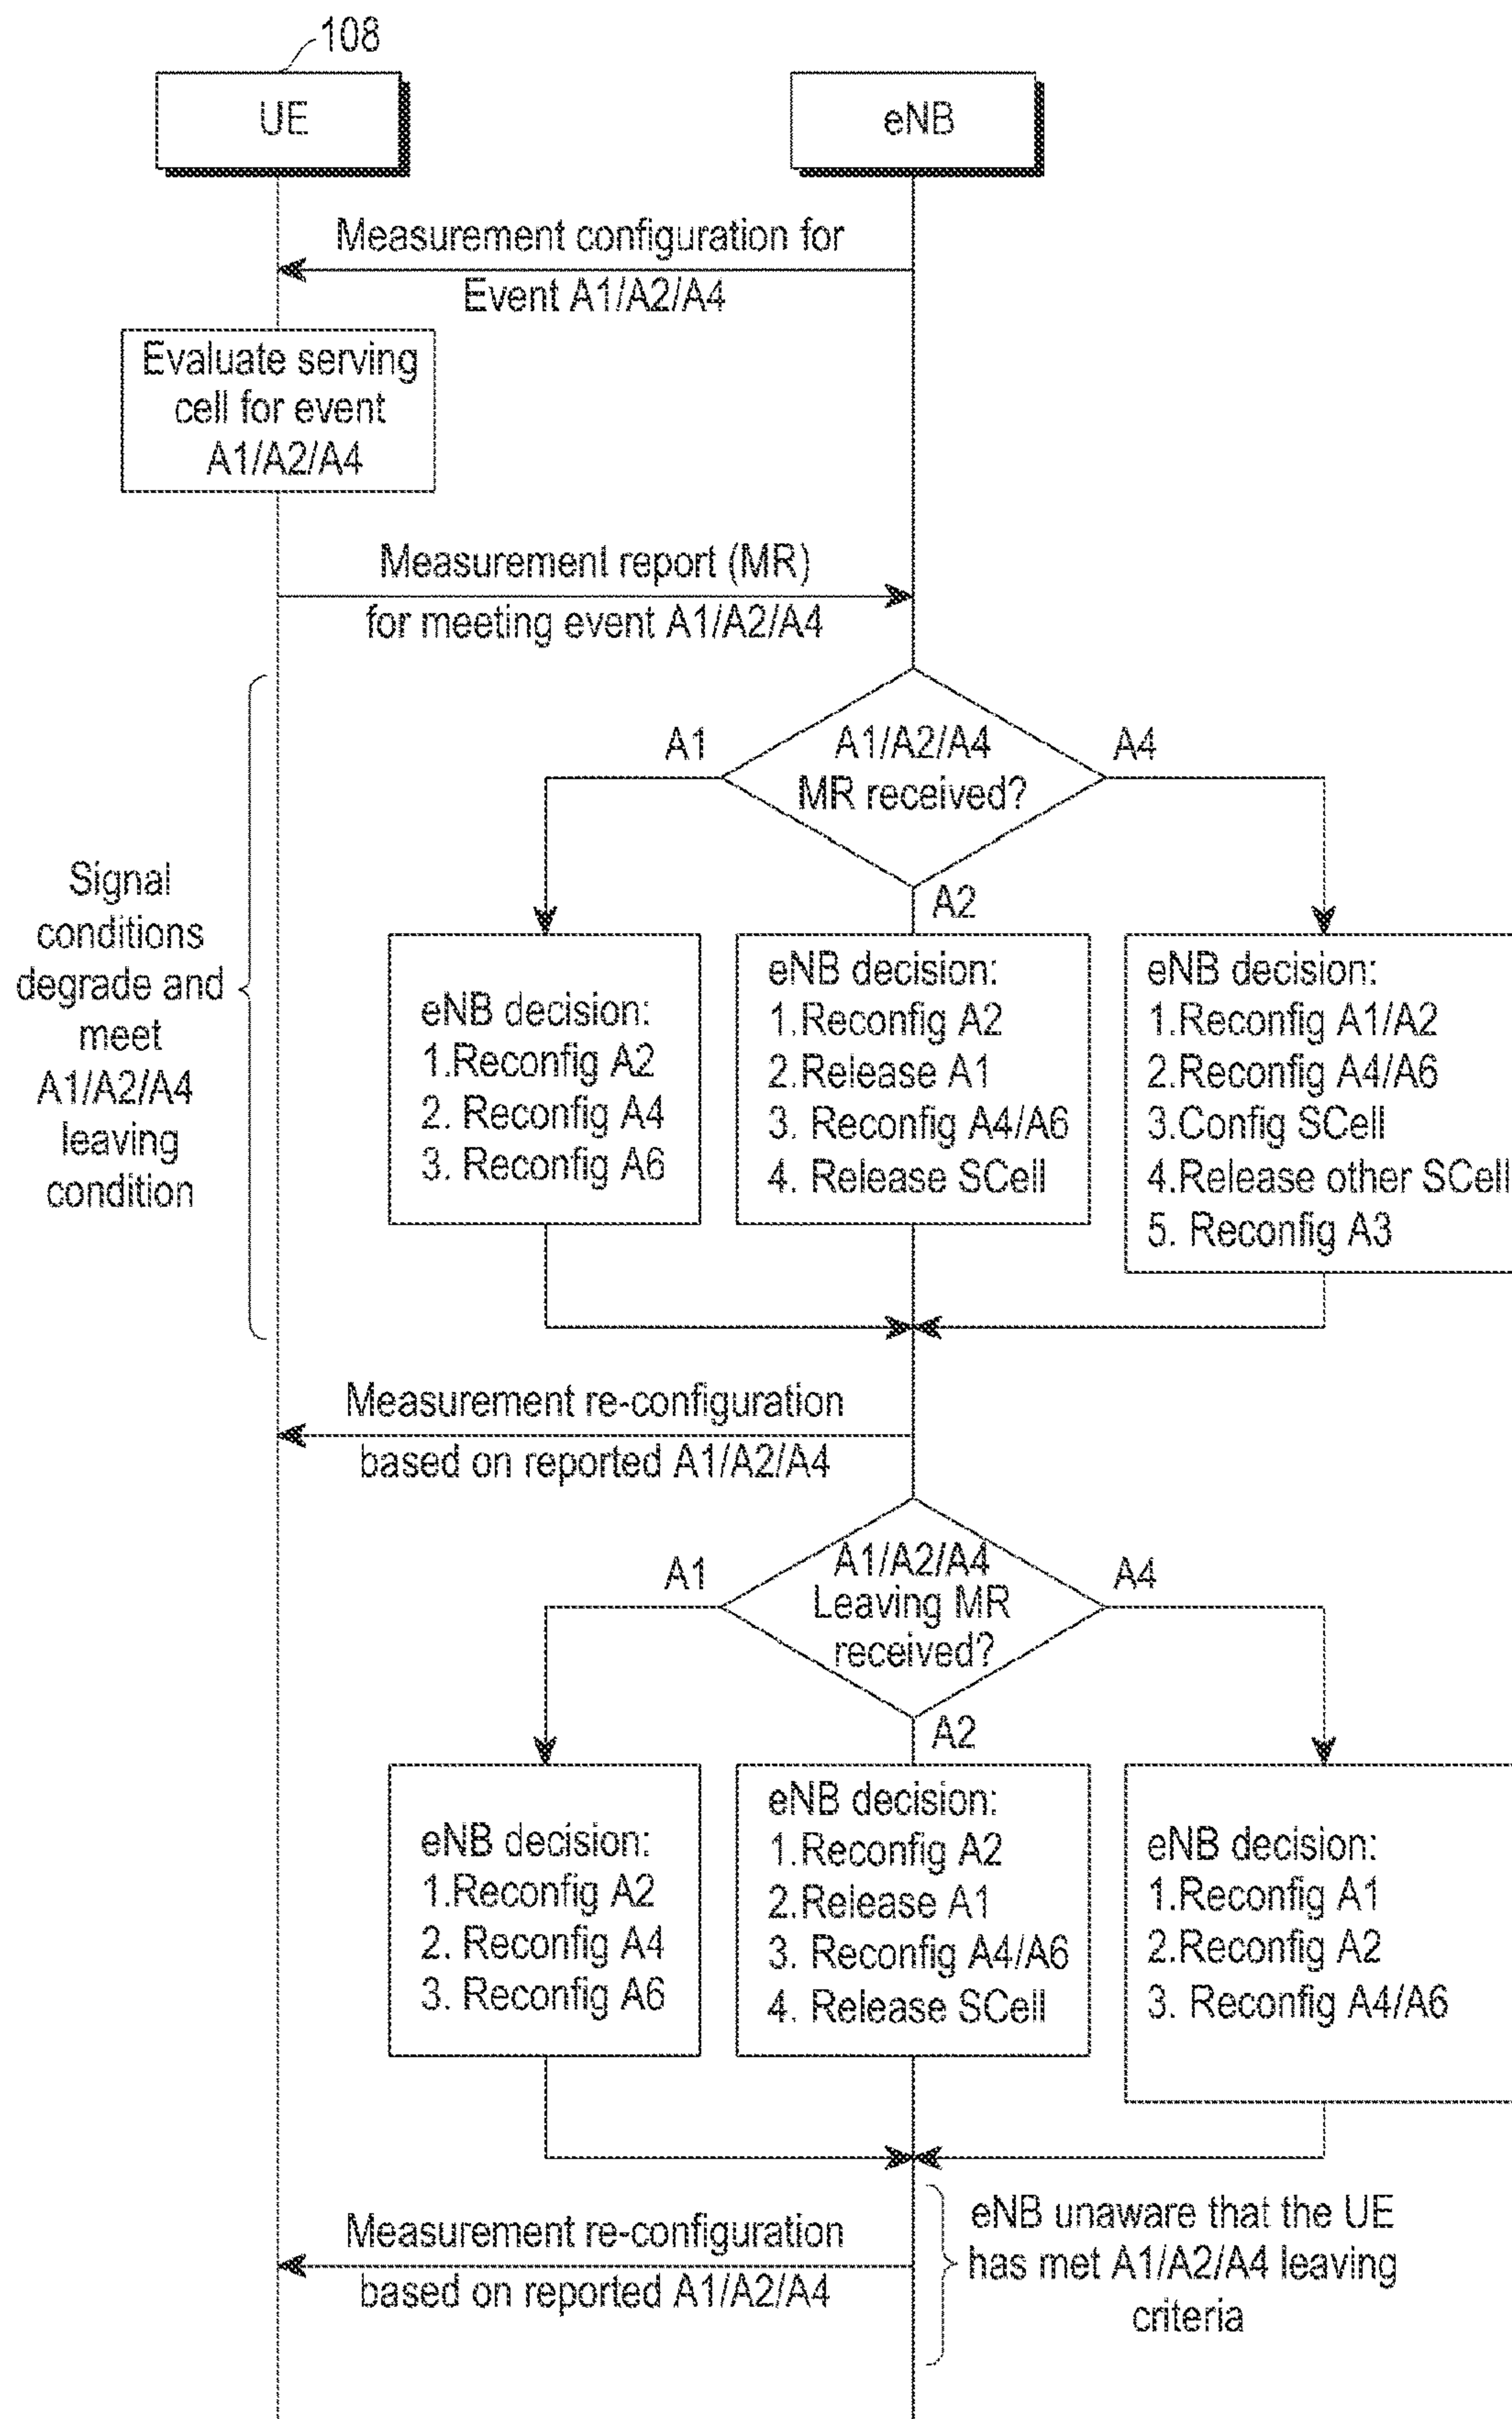 108
UE
eNB
Measurement configuration for
Event A1/A2/A4
Evaluate serving
cell for event
A1/A2/A4
Measurement report (MR)
for meeting event A1/A2/A4
A1
A1/A2/A4
MR received?
A4
A2
Signal
conditions
degrade and
meet
A1/A2/A4
leaving
condition
eNB decision:
1.Reconfig A2
2. Reconfig A4
3. Reconfig A6
eNB decision:
1.Reconfig A2
2.Release A1
3. Reconfig A4/A6
4. Release SCell
eNB decision:
1.Reconfig A1/A2
2.Reconfig A4/A6
3.Config SCell
4.Release other SCell
5. Reconfig A3
Measurement re-configuration
based on reported A1/A2/A4
A1
A1/A2/A4
Leaving MR
received?
A4
A2
eNB decision:
1.Reconfig A2
2. Reconfig A4
3. Reconfig A6
eNB decision:
1.Reconfig A2
2.Release A1
3. Reconfig A4/A6
4. Release SCell
eNB decision:
1.Reconfig A1
2.Reconfig A2
3. Reconfig A4/A6
Measurement re-configuration
based on reported A1/A2/A4
eNB unaware that the UE
has met A1/A2/A4 leaving
criteria